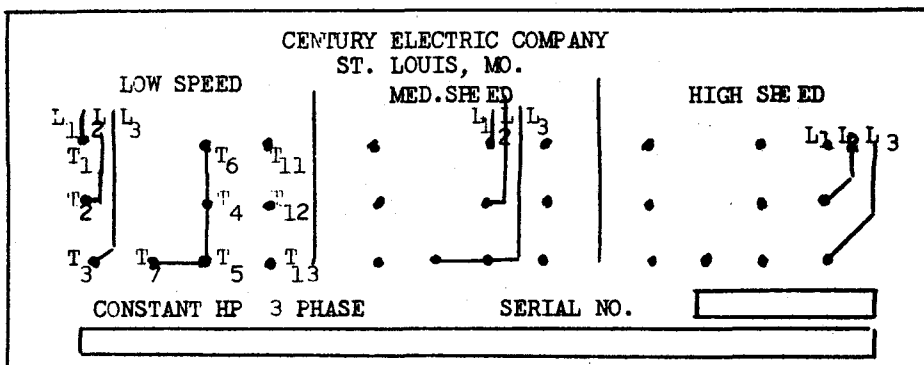 CENTURY ELECTRIC COMPANY
ST. LOUIS, MO.
LOW SPEED
MED.SPEED
HIGH SPEED
L1 L2 L3
L1 L2 L3
L1 L2 L3
T1 T6 T11
T2 T4 T12
T3 T7 T5 T13
CONSTANT HP 3 PHASE SERIAL NO.